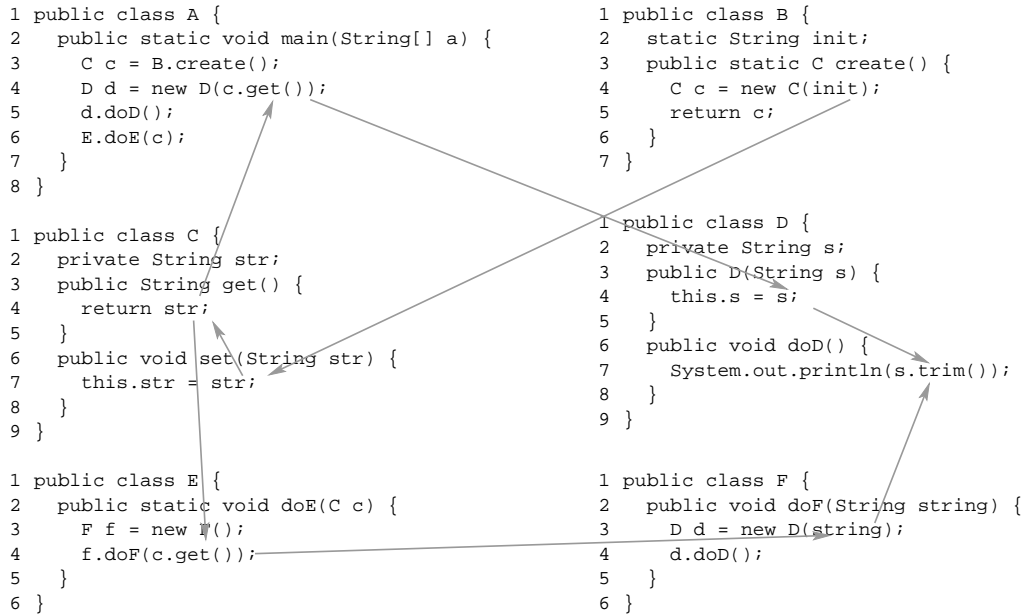 1 public class A {
2   public static void main(String[] a) {
3     C c = B.create();
4     D d = new D(c.get());
5     d.doD();
6     E.doE(c);
7   }
8 }
1 public class B {
2   static String init;
3   public static C create() {
4     C c = new C(init);
5     return c;
6   }
7 }
1 public class C {
2   private String str;
3   public String get() {
4     return str;
5   }
6   public void set(String str) {
7     this.str = str;
8   }
9 }
1 public class D {
2   private String s;
3   public D(String s) {
4     this.s = s;
5   }
6   public void doD() {
7     System.out.println(s.trim());
8   }
9 }
1 public class E {
2   public static void doE(C c) {
3     F f = new F();
4     f.doF(c.get());
5   }
6 }
1 public class F {
2   public void doF(String string) {
3     D d = new D(string);
4     d.doD();
5   }
6 }